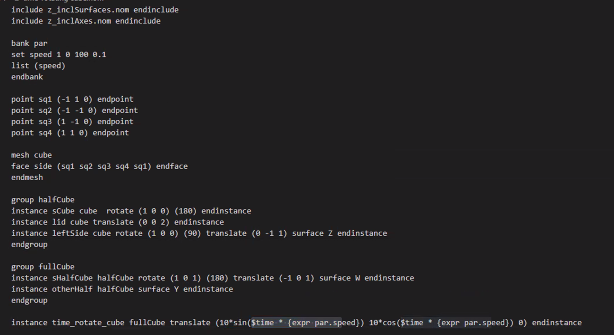 include z_inclSurfaces.nom endinclude
include z_inclAxes.nom endinclude
bank par
set speed 1 0 100 0.1
list (speed)
endbank
point sq1 (-1 1 0) endpoint
point sq2 (-1 -1 0) endpoint
point sq3 (1 -1 0) endpoint
point sq4 (1 1 0) endpoint
mesh cube
face side (sq1 sq2 sq3 sq4 sq1) endface
endmesh
group halfCube
instance sCube cube  rotate (1 0 0) (180) endinstance
instance lid cube translate (0 0 2) endinstance
instance leftSide cube rotate (1 0 0) (90) translate (0 -1 1) surface Z endinstance
endgroup
group fullCube
instance sHalfCube halfCube rotate (1 0 1) (180) translate (-1 0 1) surface W endinstance
instance otherHalf halfCube surface Y endinstance
endgroup
instance time_rotate_cube fullCube translate (10*sin($time * {expr par.speed}) 10*cos($time * {expr par.speed}) 0) endinstance